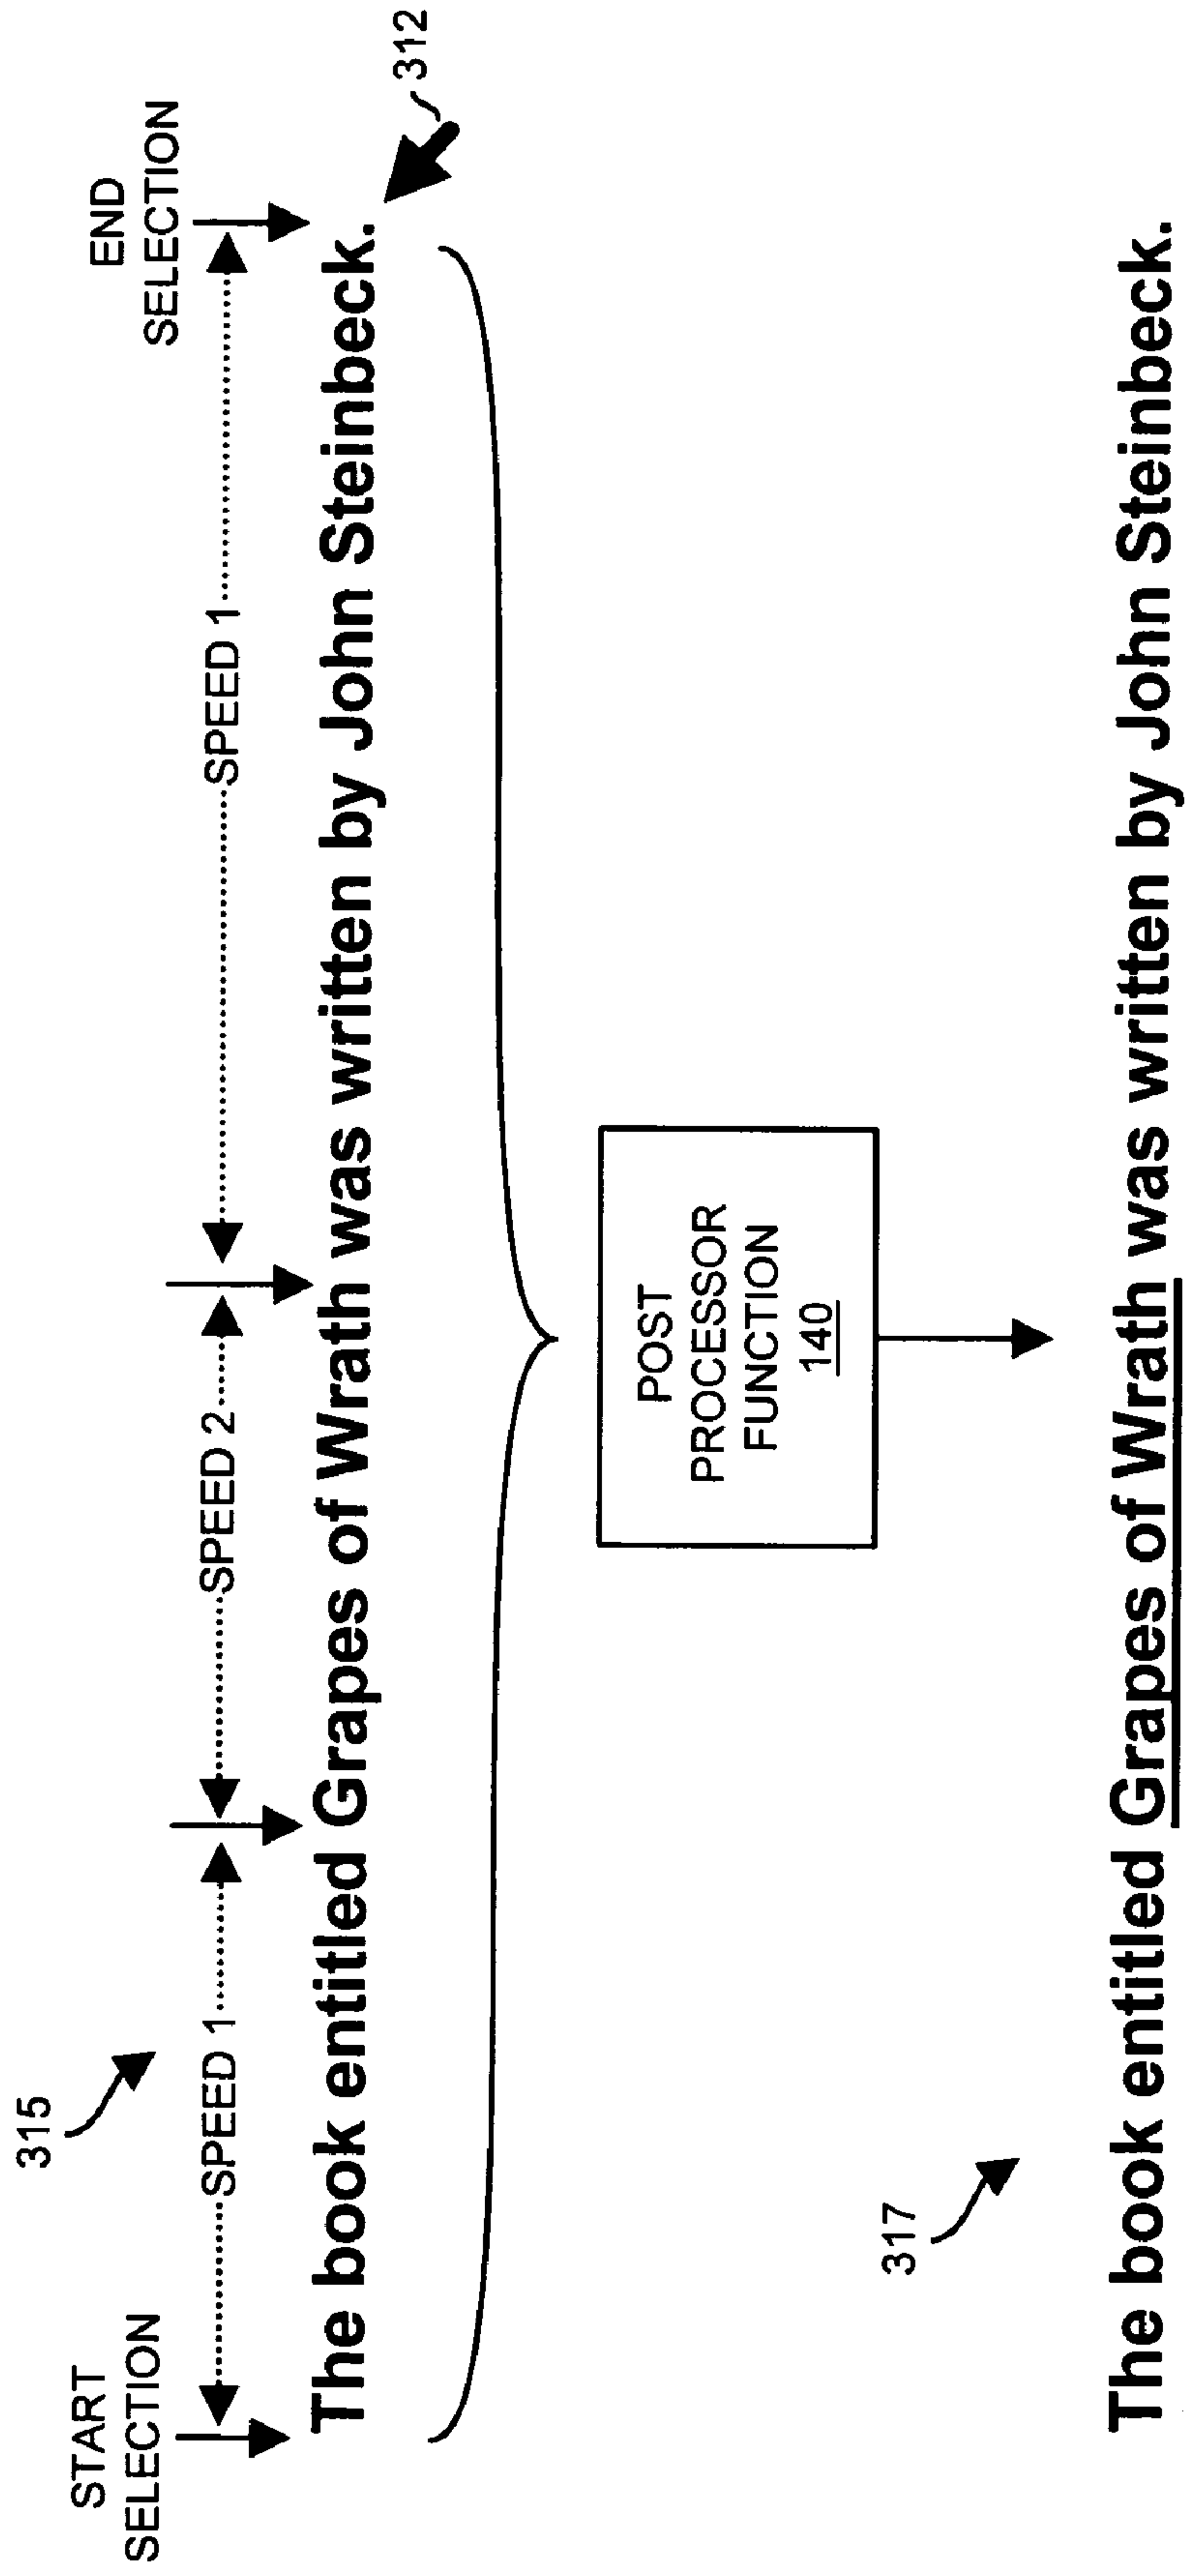 315
START
SELECTION
END
SELECTION
SPEED 1
SPEED 2
SPEED 1
The book entitled Grapes of Wrath was written by John Steinbeck.
312
POST
PROCESSOR
FUNCTION
140
317
The book entitled Grapes of Wrath was written by John Steinbeck.